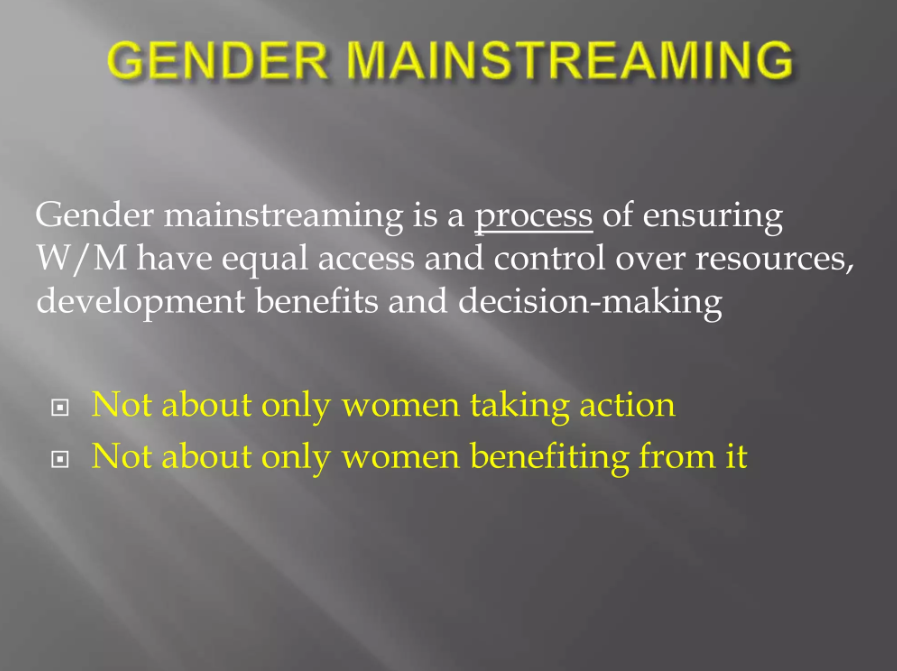 GENDER MAINSTREAMING
Gender mainstreaming is a process of ensuring
W/M have equal access and control over resources,
development benefits and decision-making
Not about only women taking action
Not about only women benefiting from it